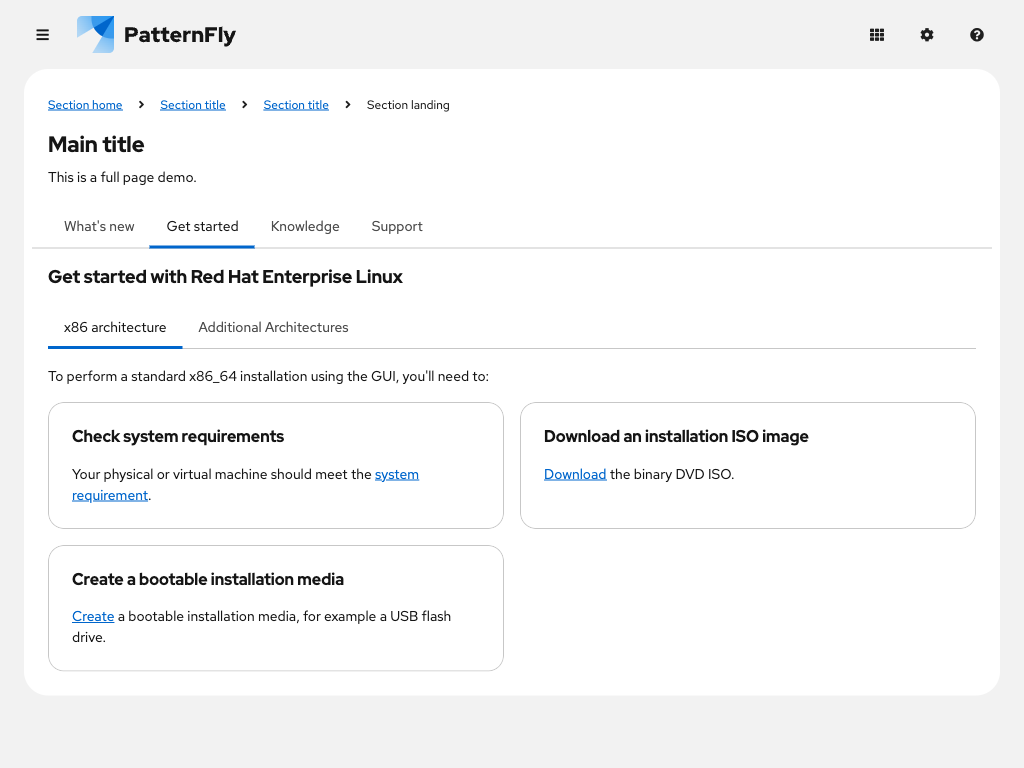 PatternFly
Section home Section title Section title Section landing
Main title
This is a full page demo.
What's new Get started Knowledge Support
Get started with Red Hat Enterprise Linux
x86 architecture Additional Architectures
To perform a standard x86_64 installation using the GUI, you'll need to:
Check system requirements
Your physical or virtual machine should meet the system
requirement.
Download an installation ISO image
Download the binary DVD ISO.
Create a bootable installation media
Create a bootable installation media, for example a USB flash
drive.